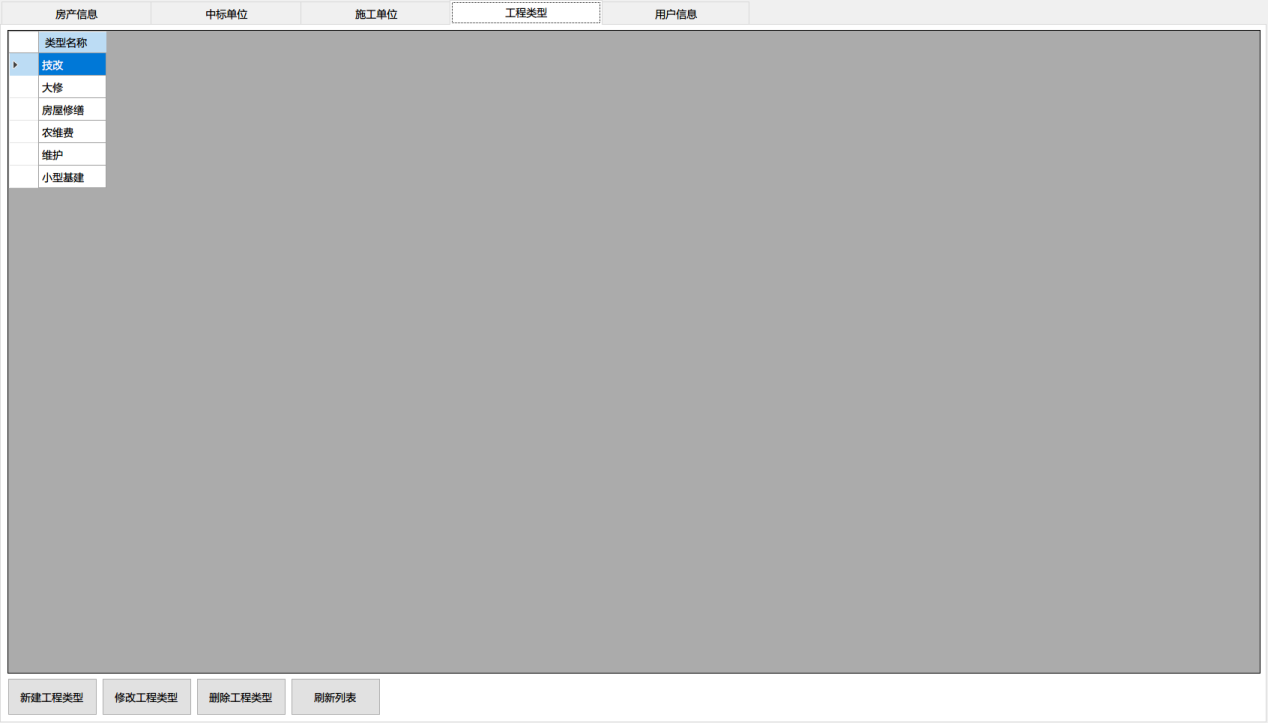 房产信息 中标单位 施工单位 工程类型 用户信息
类型名称
技改
大修
房屋修缮
农维费
维护
小型基建
新建工程类型 修改工程类型 删除工程类型 刷新列表